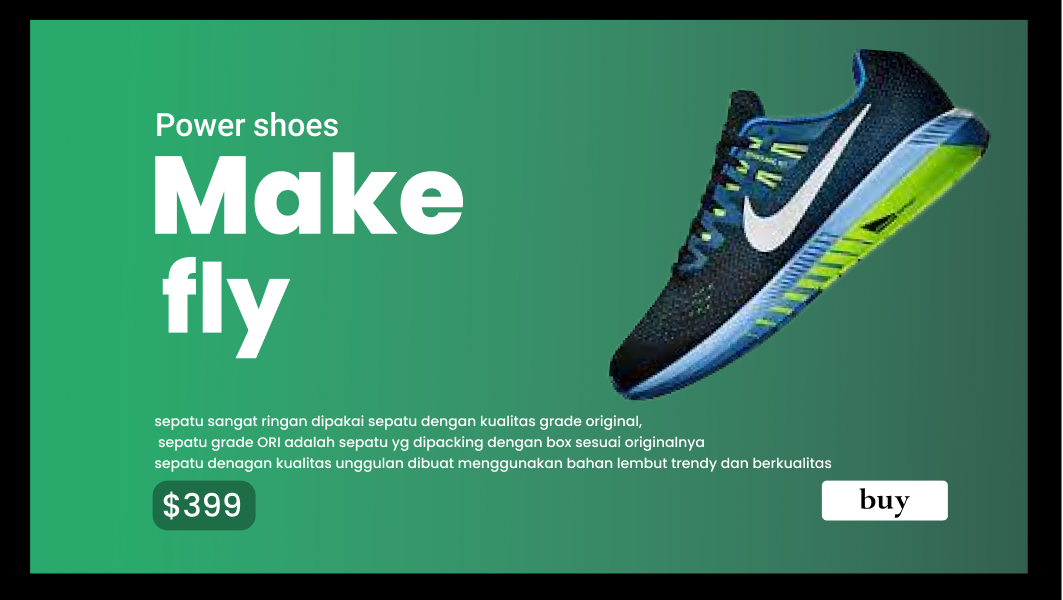 Power shoes
Make
fly
sepatu sangat ringan dipakai sepatu dengan kualitas grade original,
sepatu grade ORI adalah sepatu yg dipacking dengan box sesuai originalnya
sepatu denagan kualitas unggulan dibuat menggunakan bahan lembut trendy dan berkualitas
$399
buy